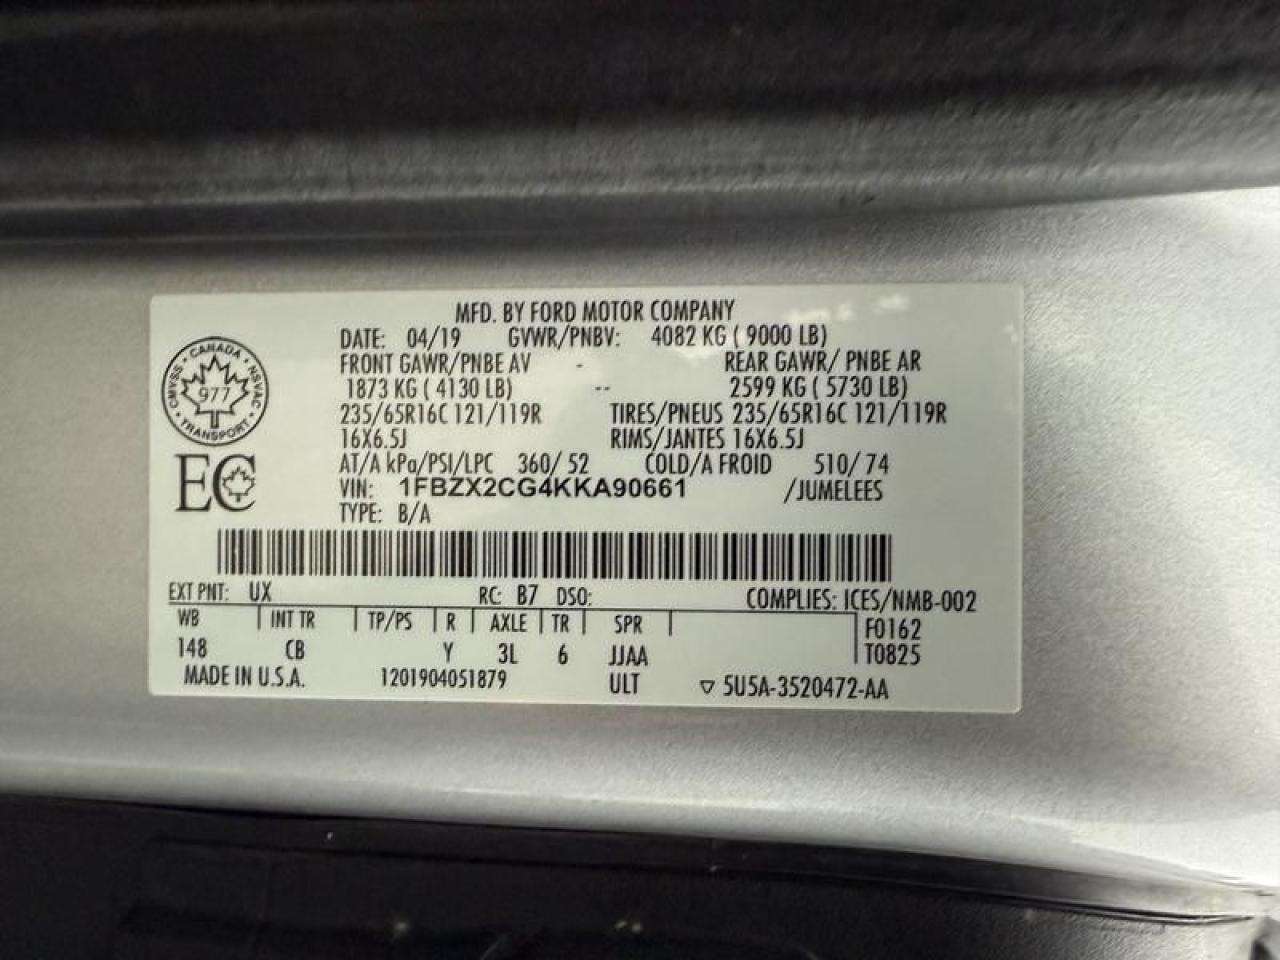 MFD. BY FORD MOTOR COMPANY
DATE: 04/19 GVWR/PNBV: 4082 KG ( 9000 LB)
FRONT GAWR/PNBE AV - REAR GAWR/ PNBE AR
1873 KG ( 4130 LB) -- 2599 KG ( 5730 LB)
235/65R16C 121/119R TIRES/PNEUS 235/65R16C 121/119R
16X6.5J RIMS/JANTES 16X6.5J
AT/A kPa/PSI/LPC 360/ 52 COLD/A FROID 510/ 74
VIN: 1FBZX2CG4KKA90661 /JUMELEES
TYPE: B/A
CANADA
CMVSS • NSVAC
977
TRANSPORT
EC
EXT PNT: UX RC: B7 DSO: COMPLIES: ICES/NMB-002
WB | INT TR | TP/PS | R | AXLE | TR | SPR | F0162
148 CB Y 3L 6 JJAA T0825
MADE IN U.S.A. 1201904051879 ULT ▽ 5U5A-3520472-AA